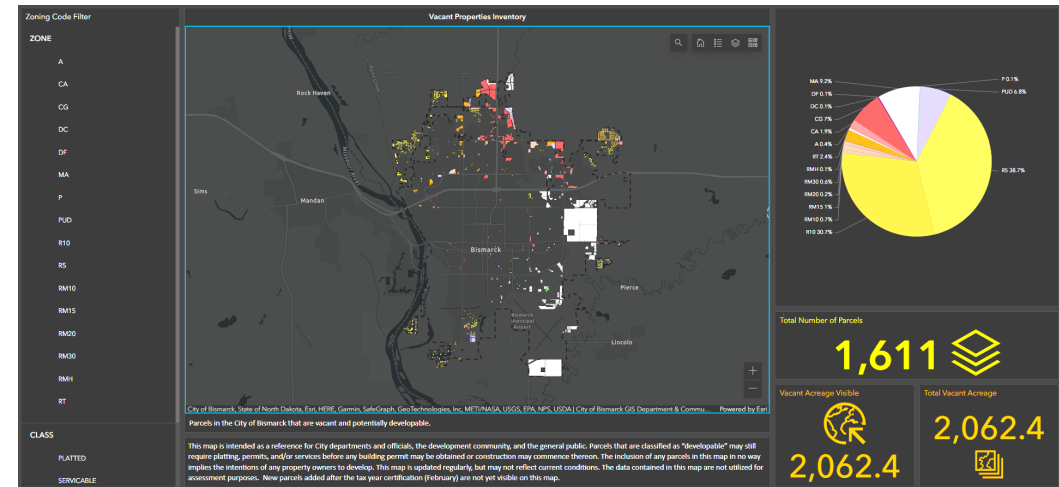 Zoning Code Filter
ZONE
A
CA
CG
DC
DF
MA
P
PUD
R10
R5
RM10
RM15
RM20
RM30
RMH
RT
CLASS
PLATTED
SERVICABLE
Vacant Properties Inventory
Rock Haven
Missouri River
Sims
Mandan
Bismarck
Pierce
Bismarck
Municipal
Airport
Lincoln
City of Bismarck, State of North Dakota, Esri, HERE, Garmin, SafeGraph, GeoTechnologies, Inc, METI/NASA, USGS, EPA, NPS, USDA | City of Bismarck GIS Department & Commu... Powered by Esri
Parcels in the City of Bismarck that are vacant and potentially developable.
This map is intended as a reference for City departments and officials, the development community, and the general public. Parcels that are classified as "developable" may still
require platting, permits, and/or services before any building permit may be obtained or construction may commence thereon. The inclusion of any parcels in this map in no way
implies the intentions of any property owners to develop. This map is updated regularly, but may not reflect current conditions. The data contained in this map are not utilized for
assessment purposes. New parcels added after the tax year certification (February) are not yet visible on this map.
MA 9.2%
DF 0.1%
DC 0.1%
CG 7%
CA 1.9%
A 0.4%
RT 2.4%
RMH 0.1%
RM30 0.6%
RM20 0.2%
RM15 1%
RM10 0.7%
R10 30.7%
P 0.1%
PUD 6.8%
R5 38.7%
Total Number of Parcels
1,611
Vacant Acreage Visible
2,062.4
Total Vacant Acreage
2,062.4